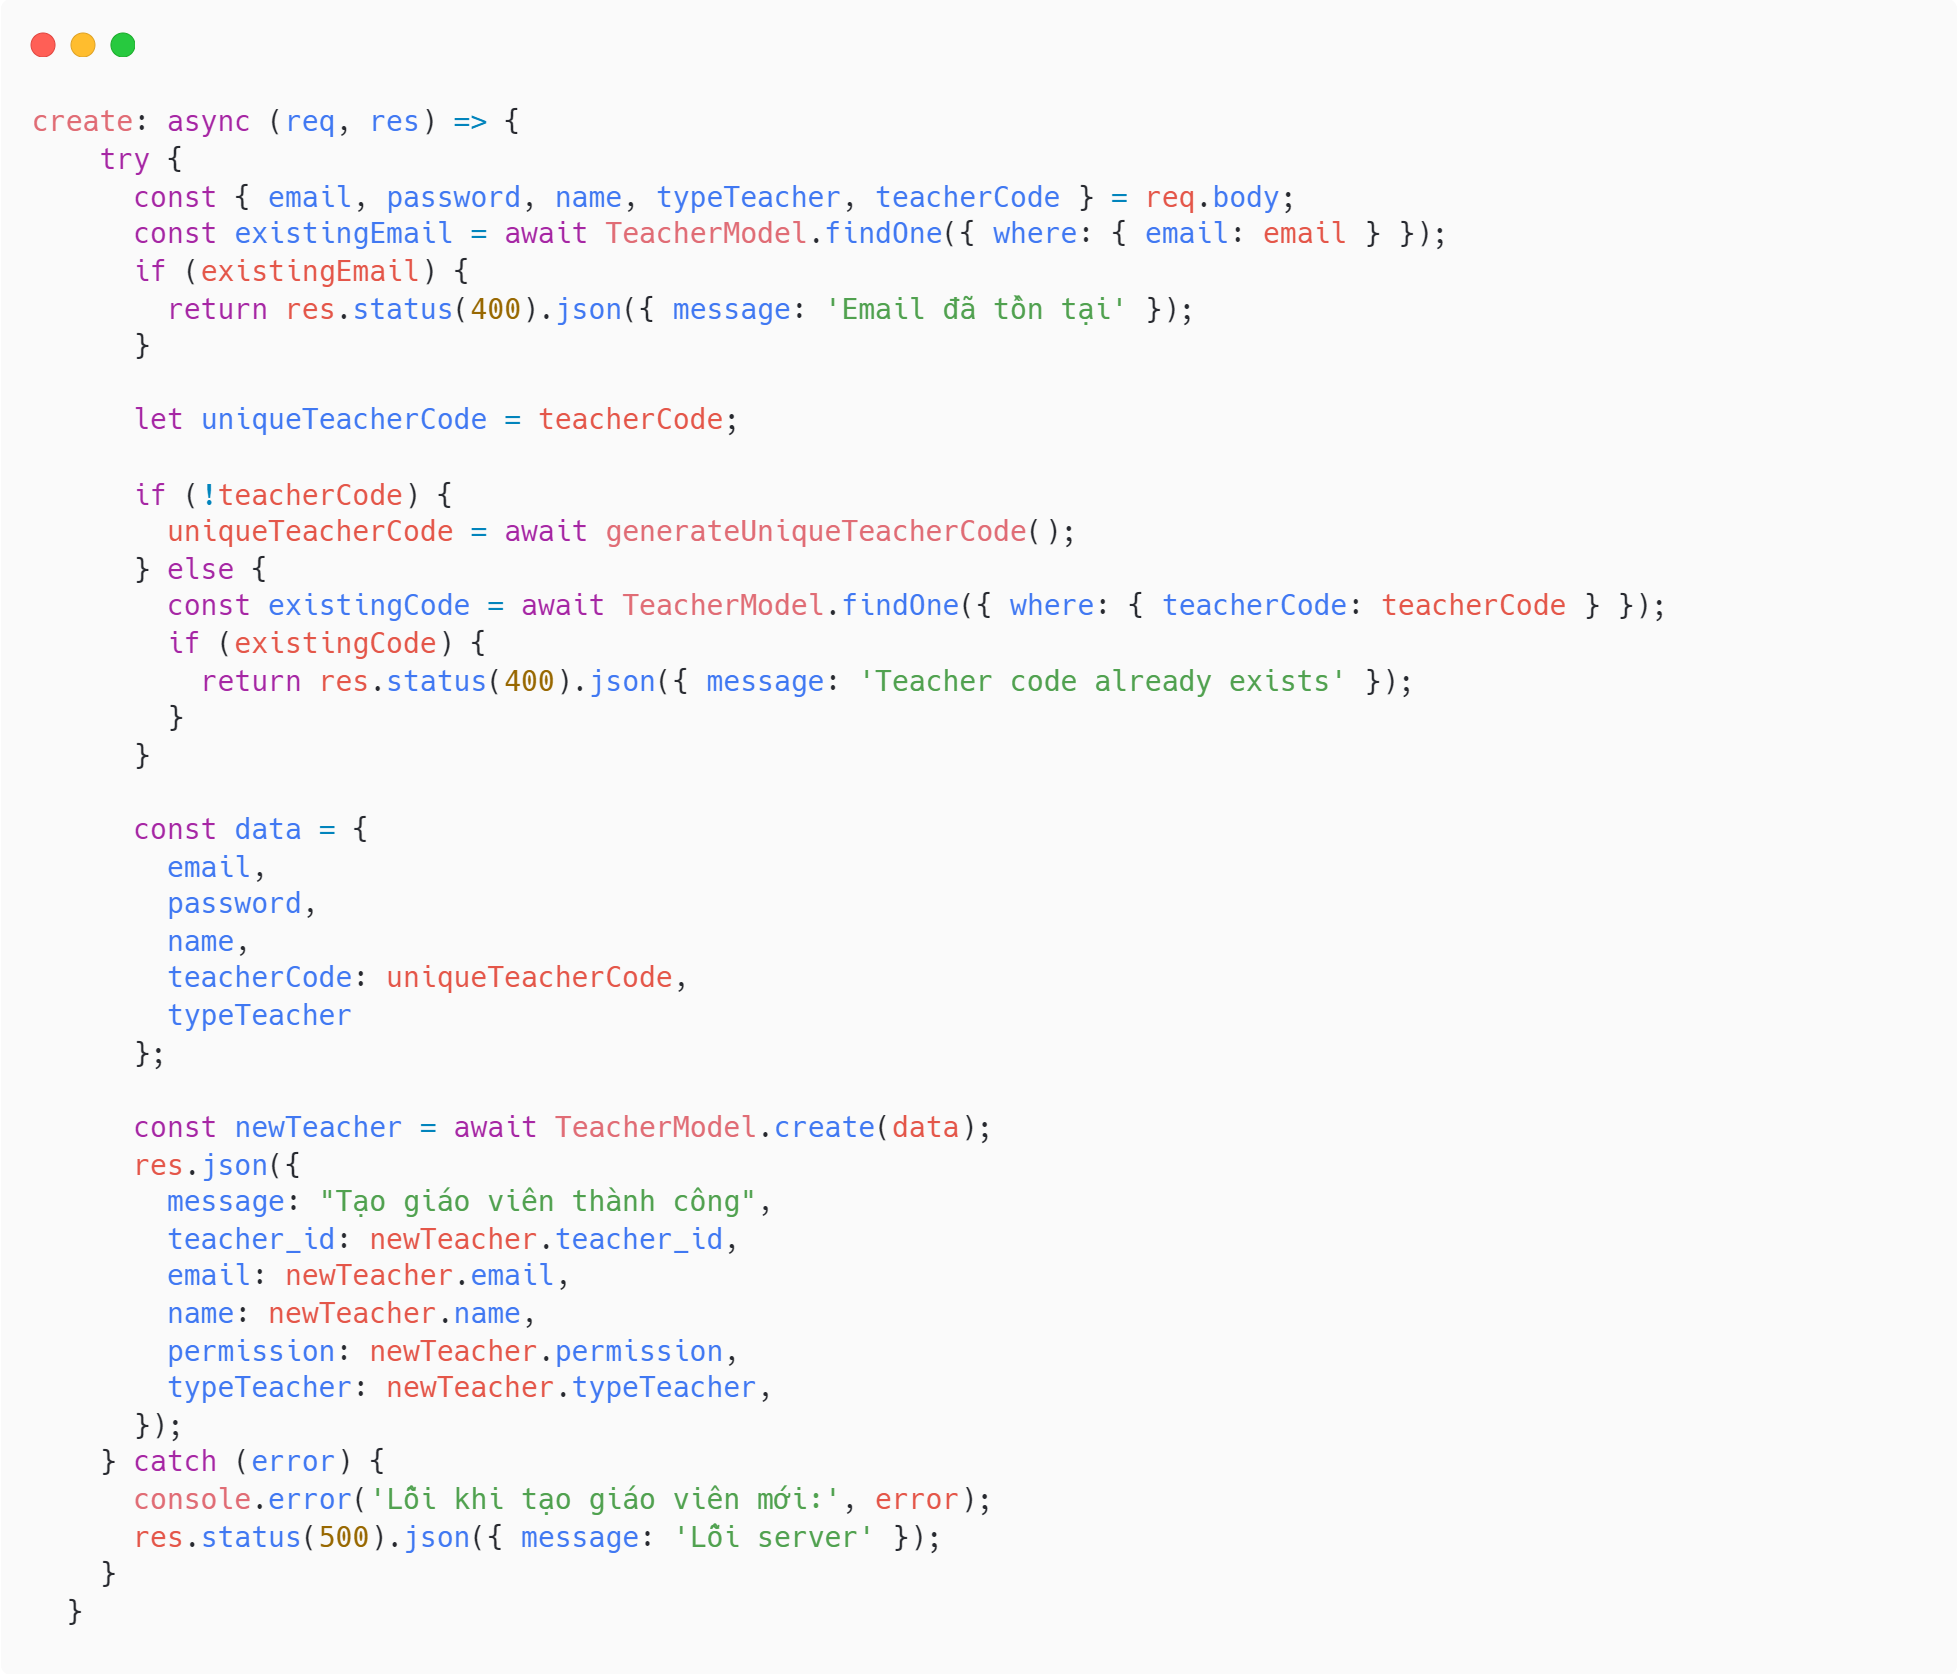 create: async (req, res) => {
    try {
      const { email, password, name, typeTeacher, teacherCode } = req.body;
      const existingEmail = await TeacherModel.findOne({ where: { email: email } });
      if (existingEmail) {
        return res.status(400).json({ message: 'Email đã tồn tại' });
      }

      let uniqueTeacherCode = teacherCode;

      if (!teacherCode) {
        uniqueTeacherCode = await generateUniqueTeacherCode();
      } else {
        const existingCode = await TeacherModel.findOne({ where: { teacherCode: teacherCode } });
        if (existingCode) {
          return res.status(400).json({ message: 'Teacher code already exists' });
        }
      }

      const data = {
        email,
        password,
        name,
        teacherCode: uniqueTeacherCode,
        typeTeacher
      };

      const newTeacher = await TeacherModel.create(data);
      res.json({
        message: "Tạo giáo viên thành công",
        teacher_id: newTeacher.teacher_id,
        email: newTeacher.email,
        name: newTeacher.name,
        permission: newTeacher.permission,
        typeTeacher: newTeacher.typeTeacher,
      });
    } catch (error) {
      console.error('Lỗi khi tạo giáo viên mới:', error);
      res.status(500).json({ message: 'Lỗi server' });
    }
  }